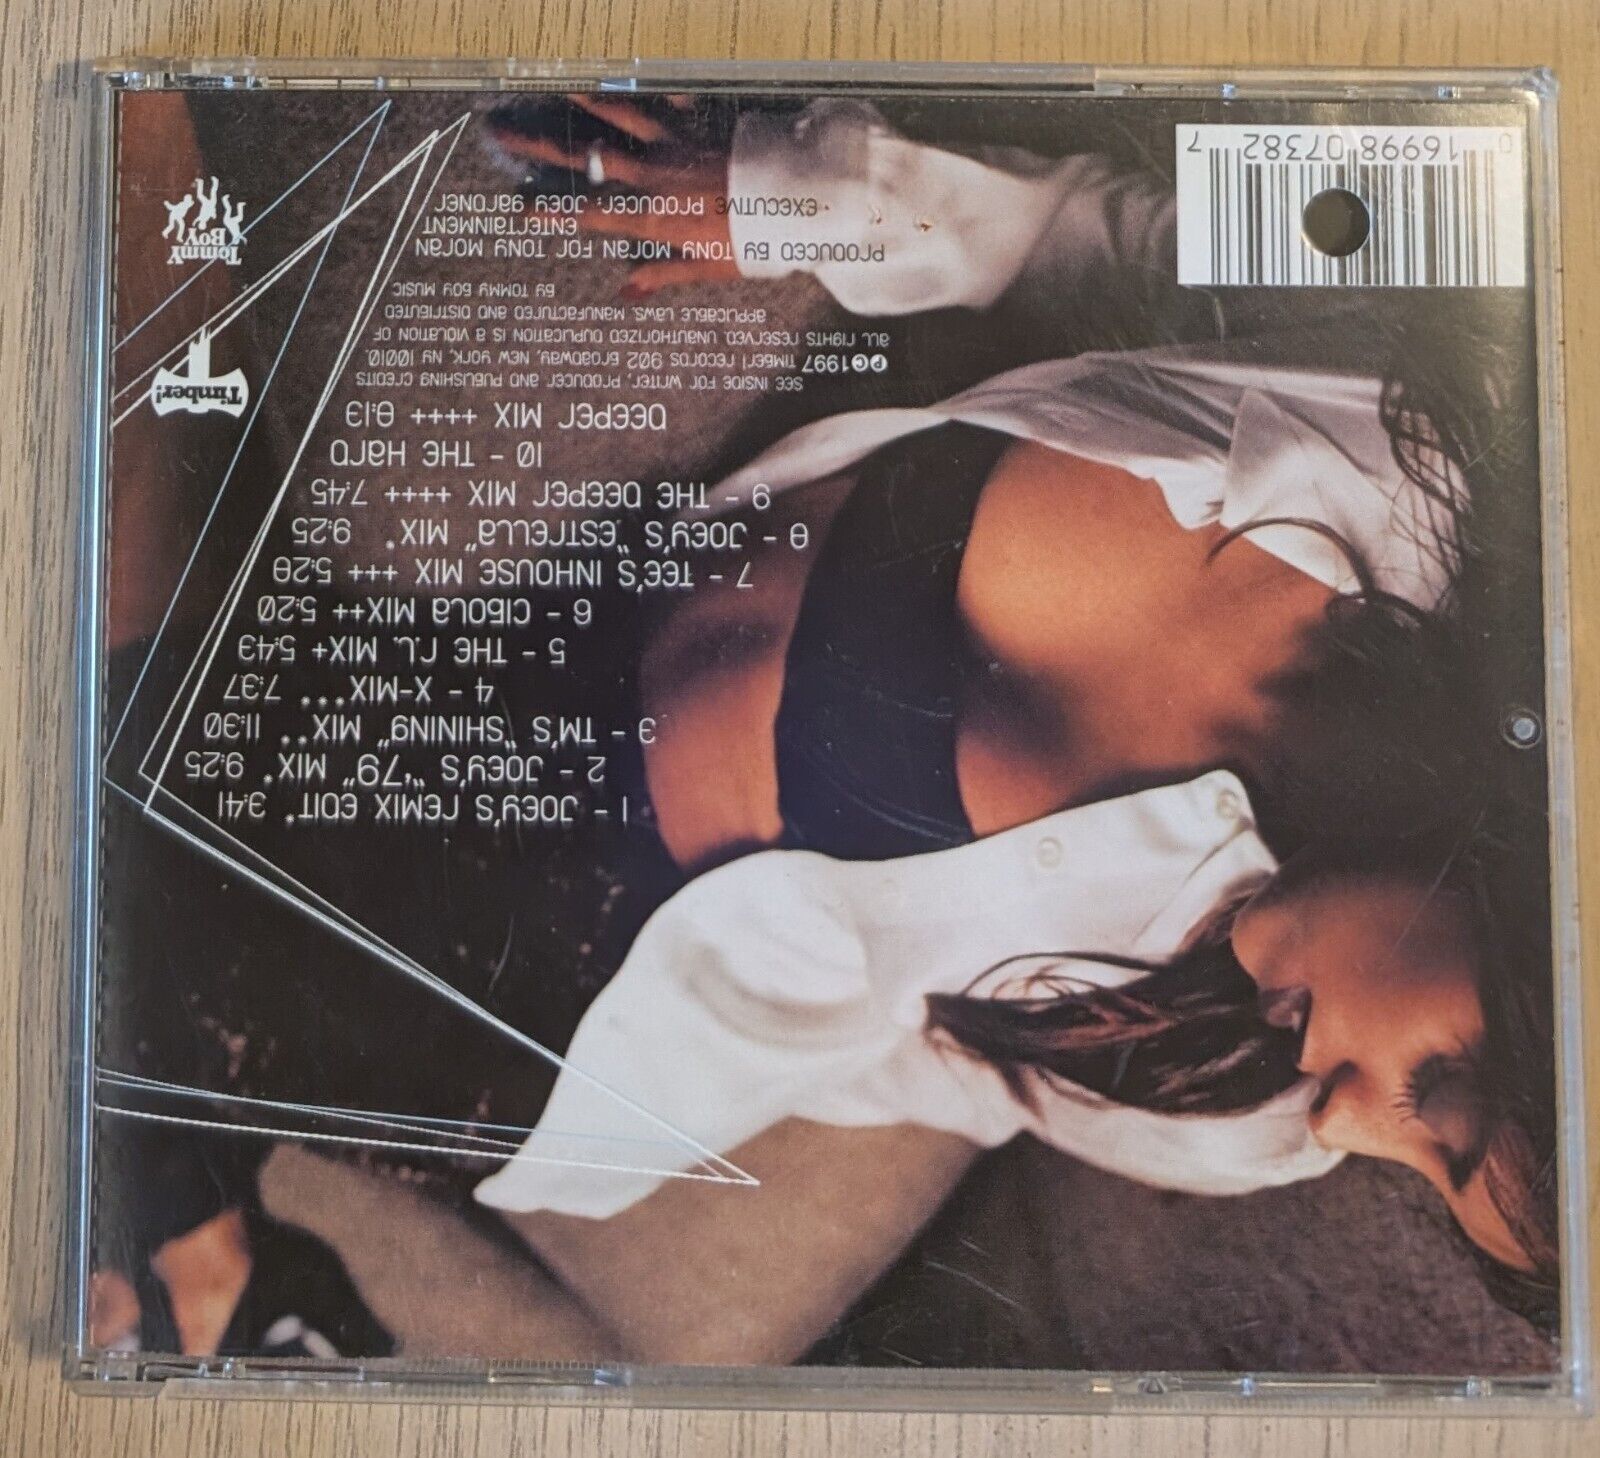 1 - JOEY'S REMIX EDIT* 3:41
2 - JOEY'S "'79" MIX* 9:25
3 - TM'S "SHINING" MIX** 11:30
4 - X-MIX*** 7:37
5 - THE R.L. MIX+ 5:43
6 - CIBOLA MIX++ 5:20
7 - TEE'S INHOUSE MIX +++ 5:28
8 - JOEY'S "ESTRELLA" MIX* 9:25
9 - THE DEEPER MIX ++++ 7:45
10 - THE HARD
DEEPER MIX ++++ 8:13
SEE INSIDE FOR WRITER, PRODUCER AND PUBLISHING CREDITS
℗©1997 TIMBER! RECORDS 902 BROADWAY, NEW YORK, NY 10010.
ALL RIGHTS RESERVED. UNAUTHORIZED DUPLICATION IS A VIOLATION OF
APPLICABLE LAWS. MANUFACTURED AND DISTRIBUTED
BY TOMMY BOY MUSIC
PRODUCED BY TONY MORAN FOR TONY MORAN
ENTERTAINMENT
· EXECUTIVE PRODUCER: JOEY GARDNER
Timber!
Tommy
Boy
0 16998 07382 7